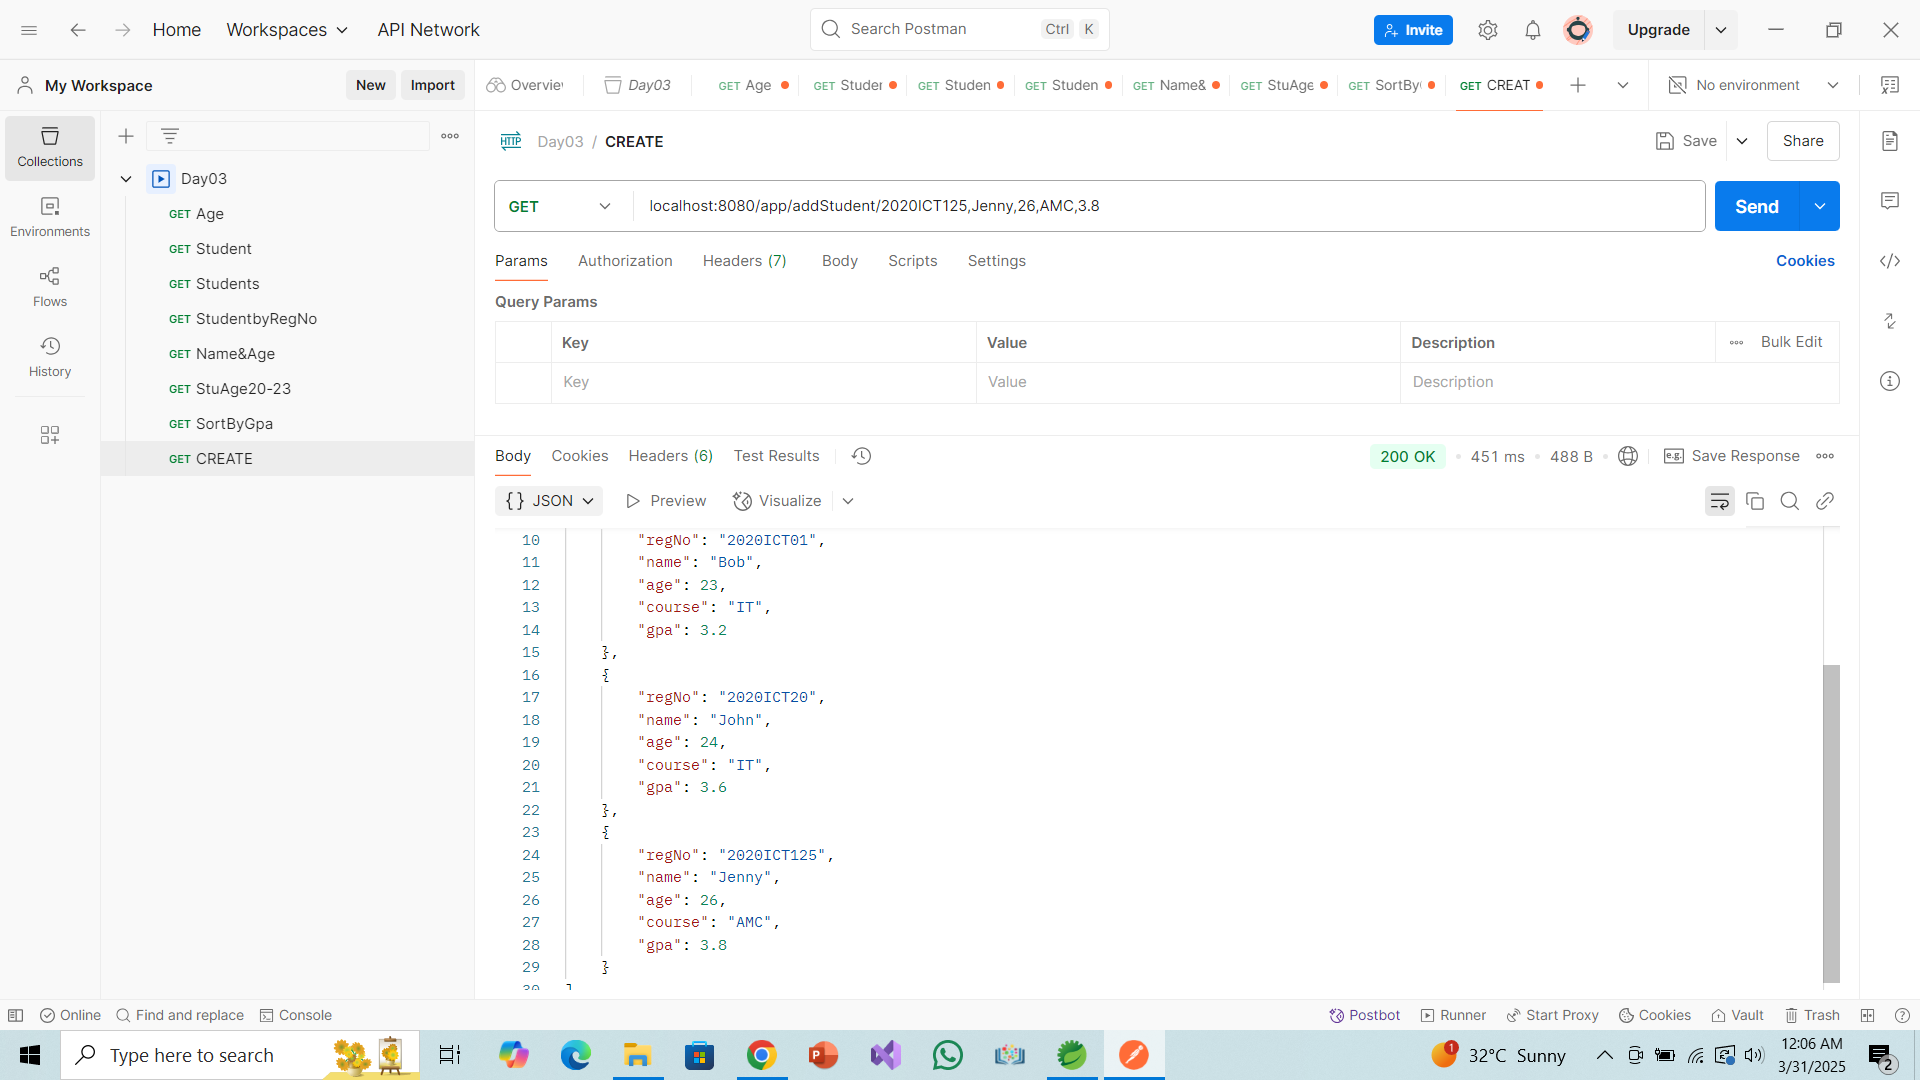 Home
Workspaces
API Network
Search Postman
Ctrl
K
Invite
Upgrade
My Workspace
New
Import
Overvie
Day03
GET Age
GET Studer
GET Studen
GET Studen
GET Name&
GET StuAge
GET SortBy
GET CREAT
No environment
Collections
Environments
Flows
History
Day03
GET Age
GET Student
GET Students
GET StudentbyRegNo
GET Name&Age
GET StuAge20-23
GET SortByGpa
GET CREATE
HTTP
Day03 / CREATE
Save
Share
GET
localhost:8080/app/addStudent/2020ICT125,Jenny,26,AMC,3.8
Send
Params
Authorization
Headers (7)
Body
Scripts
Settings
Cookies
Query Params
Key
Value
Description
Bulk Edit
Key
Value
Description
Body
Cookies
Headers (6)
Test Results
200 OK
451 ms
488 B
e.g.
Save Response
{} JSON
Preview
Visualize
10 "regNo": "2020ICT01",
11 "name": "Bob",
12 "age": 23,
13 "course": "IT",
14 "gpa": 3.2
15 },
16 {
17 "regNo": "2020ICT20",
18 "name": "John",
19 "age": 24,
20 "course": "IT",
21 "gpa": 3.6
22 },
23 {
24 "regNo": "2020ICT125",
25 "name": "Jenny",
26 "age": 26,
27 "course": "AMC",
28 "gpa": 3.8
29 }
30 ]
Online
Find and replace
Console
Postbot
Runner
Start Proxy
Cookies
Vault
Trash
Type here to search
1
32°C Sunny
12:06 AM
3/31/2025
2